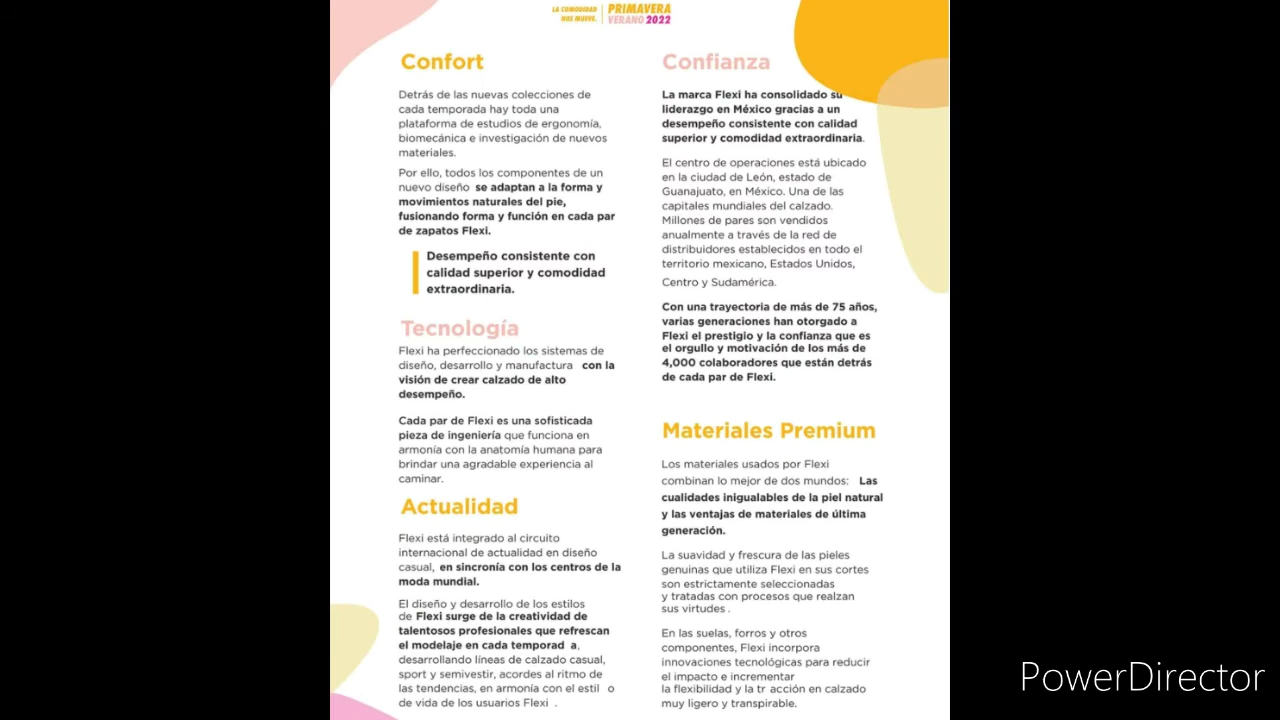 LA COMODIDAD
NOS MUEVE.
PRIMAVERA
VERANO 2022
Confort
Detrás de las nuevas colecciones de
cada temporada hay toda una
plataforma de estudios de ergonomía,
biomecánica e investigación de nuevos
materiales.
Por ello, todos los componentes de un
nuevo diseño se adaptan a la forma y
movimientos naturales del pie,
fusionando forma y función en cada par
de zapatos Flexi.
Desempeño consistente con
calidad superior y comodidad
extraordinaria.
Tecnología
Flexi ha perfeccionado los sistemas de
diseño, desarrollo y manufactura con la
visión de crear calzado de alto
desempeño.
Cada par de Flexi es una sofisticada
pieza de ingeniería que funciona en
armonía con la anatomía humana para
brindar una agradable experiencia al
caminar.
Actualidad
Flexi está integrado al circuito
internacional de actualidad en diseño
casual, en sincronía con los centros de la
moda mundial.
El diseño y desarrollo de los estilos
de Flexi surge de la creatividad de
talentosos profesionales que refrescan
el modelaje en cada temporad a,
desarrollando líneas de calzado casual,
sport y semivestir, acordes al ritmo de
las tendencias, en armonía con el estil o
de vida de los usuarios Flexi .
Confianza
La marca Flexi ha consolidado su
liderazgo en México gracias a un
desempeño consistente con calidad
superior y comodidad extraordinaria.
El centro de operaciones está ubicado
en la ciudad de León, estado de
Guanajuato, en México. Una de las
capitales mundiales del calzado.
Millones de pares son vendidos
anualmente a través de la red de
distribuidores establecidos en todo el
territorio mexicano, Estados Unidos,
Centro y Sudamérica.
Con una trayectoria de más de 75 años,
varias generaciones han otorgado a
Flexi el prestigio y la confianza que es
el orgullo y motivación de los más de
4,000 colaboradores que están detrás
de cada par de Flexi.
Materiales Premium
Los materiales usados por Flexi
combinan lo mejor de dos mundos: Las
cualidades inigualables de la piel natural
y las ventajas de materiales de última
generación.
La suavidad y frescura de las pieles
genuinas que utiliza Flexi en sus cortes
son estrictamente seleccionadas
y tratadas con procesos que realzan
sus virtudes .
En las suelas, forros y otros
componentes, Flexi incorpora
innovaciones tecnológicas para reducir
el impacto e incrementar
la flexibilidad y la tr acción en calzado
muy ligero y transpirable.
PowerDirector